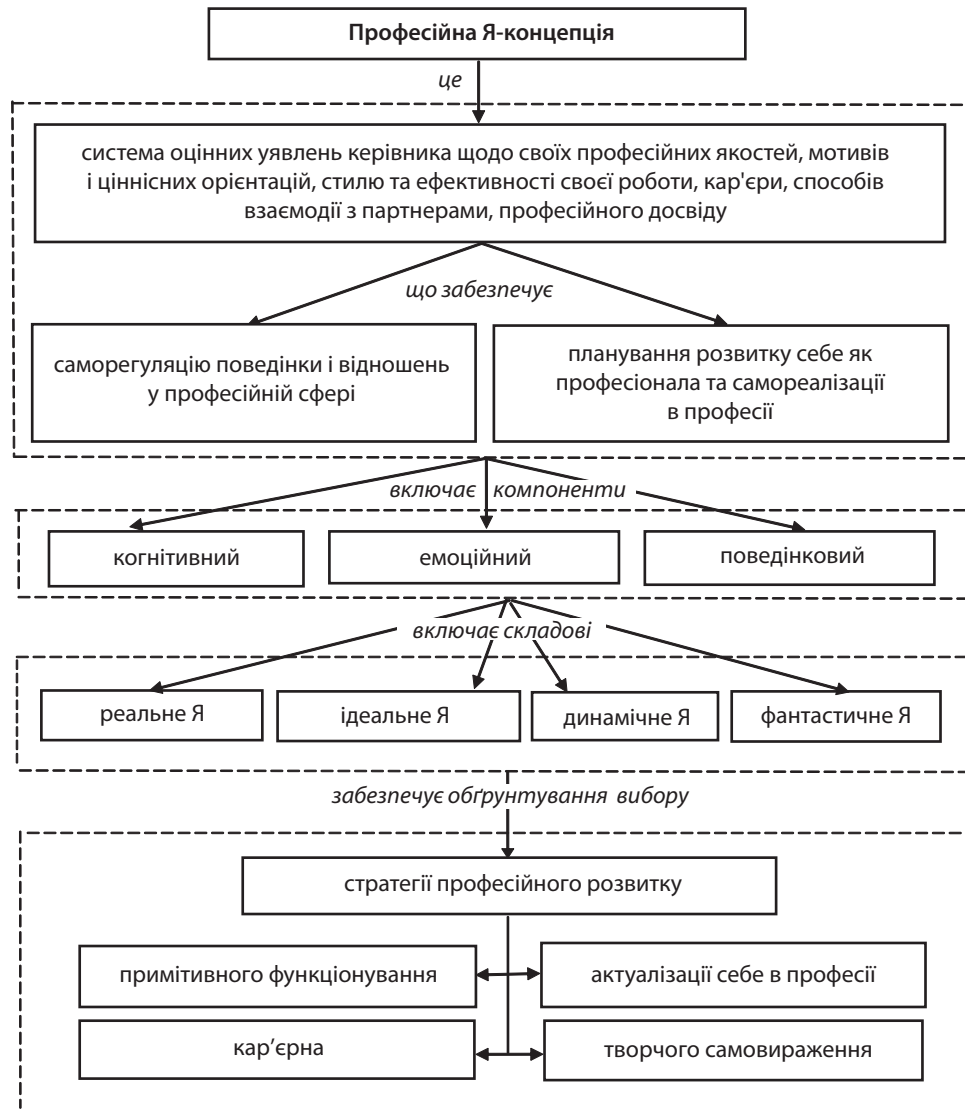 Професійна Я-концепція
це
система оцінних уявлень керівника щодо своїх професійних якостей, мотивів
і ціннісних орієнтацій, стилю та ефективності своєї роботи, кар'єри, способів
взаємодії з партнерами, професійного досвіду
що забезпечує
саморегуляцію поведінки і відношень
у професійній сфері
планування розвитку себе як
професіонала та самореалізації
в професії
включає компоненти
когнітивний
емоційний
поведінковий
включає складові
реальне Я
ідеальне Я
динамічне Я
фантастичне Я
забезпечує обґрунтування вибору
стратегії професійного розвитку
примітивного функціонування
актуалізації себе в професії
кар’єрна
творчого самовираження